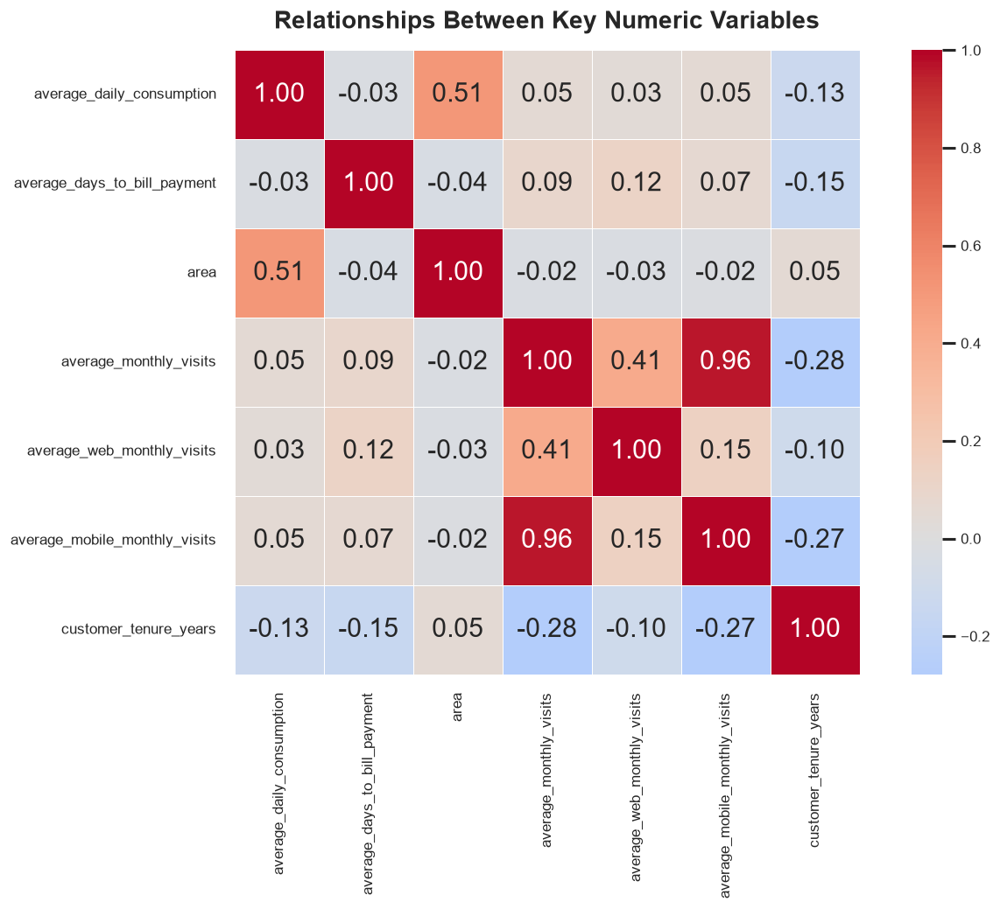 Relationships Between Key Numeric Variables
average_daily_consumption 1.00 -0.03 0.51 0.05 0.03 0.05 -0.13
average_days_to_bill_payment -0.03 1.00 -0.04 0.09 0.12 0.07 -0.15
area 0.51 -0.04 1.00 -0.02 -0.03 -0.02 0.05
average_monthly_visits 0.05 0.09 -0.02 1.00 0.41 0.96 -0.28
average_web_monthly_visits 0.03 0.12 -0.03 0.41 1.00 0.15 -0.10
average_mobile_monthly_visits 0.05 0.07 -0.02 0.96 0.15 1.00 -0.27
customer_tenure_years -0.13 -0.15 0.05 -0.28 -0.10 -0.27 1.00
average_daily_consumption
average_days_to_bill_payment
area
average_monthly_visits
average_web_monthly_visits
average_mobile_monthly_visits
customer_tenure_years
1.0
0.8
0.6
0.4
0.2
0.0
−0.2